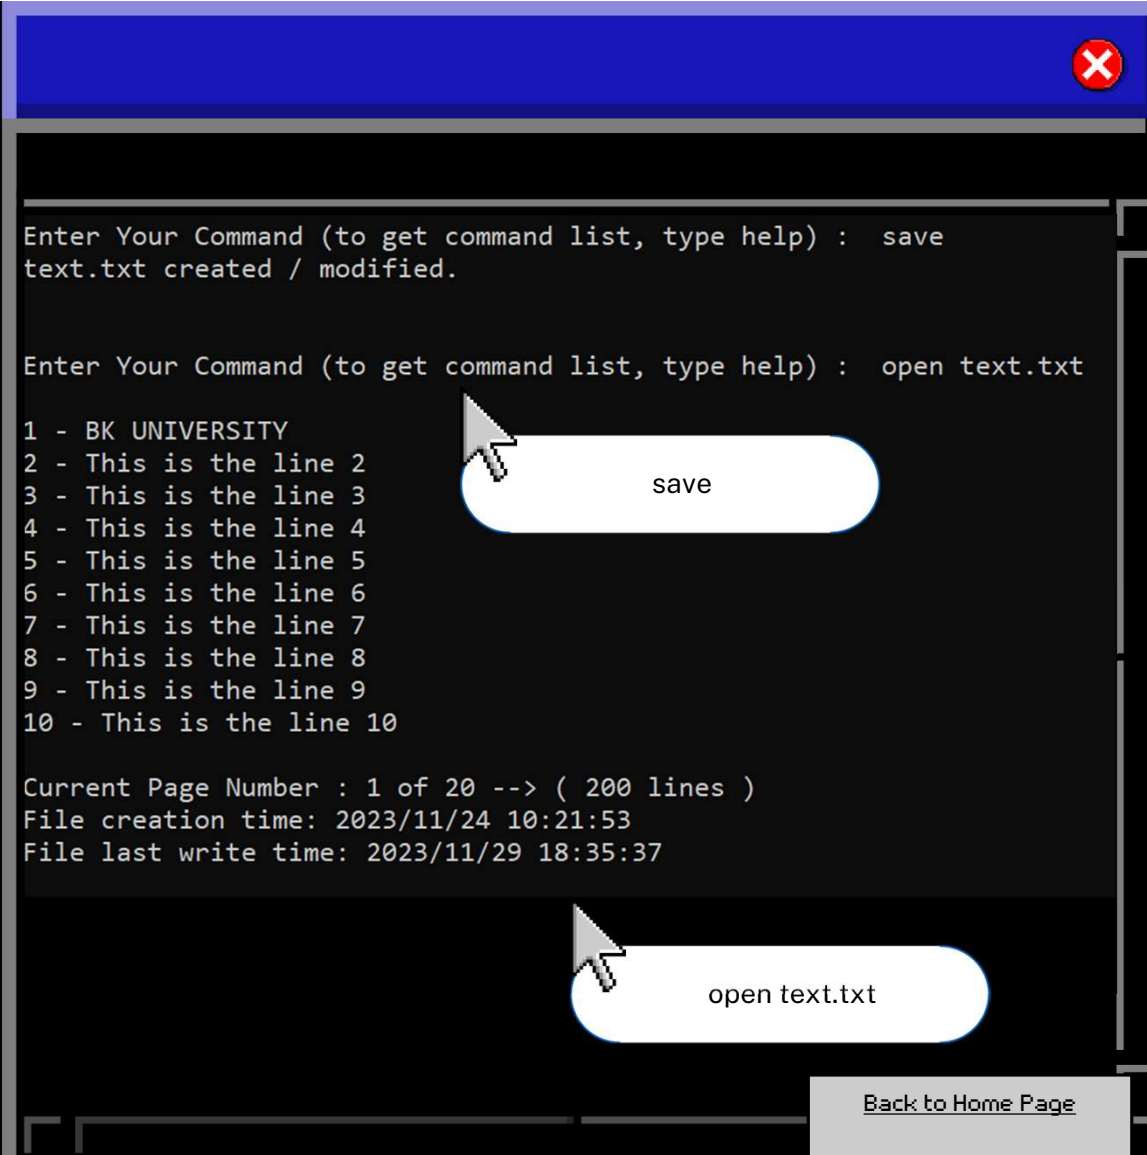 Enter Your Command (to get command list, type help) :  save
text.txt created / modified.
Enter Your Command (to get command list, type help) :  open text.txt
1 - BK UNIVERSITY
save
2 - This is the line 2
3 - This is the line 3
4 - This is the line 4
5 - This is the line 5
6 - This is the line 6
7 - This is the line 7
8 - This is the line 8
9 - This is the line 9
10 - This is the line 10
Current Page Number : 1 of 20 --> ( 200 lines )
File creation time: 2023/11/24 10:21:53
File last write time: 2023/11/29 18:35:37
open text.txt
Back to Home Page